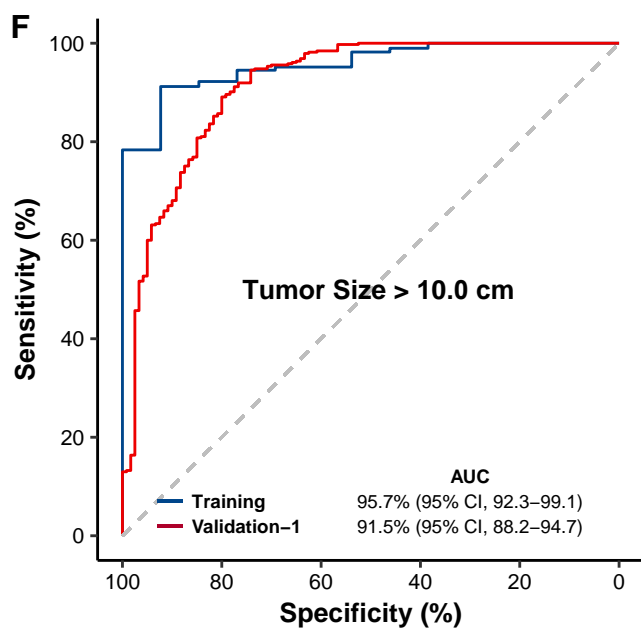 F
100
80
60
40
20
0
Sensitivity (%)
Tumor Size > 10.0 cm
AUC
Training 95.7% (95% CI, 92.3–99.1)
Validation−1 91.5% (95% CI, 88.2–94.7)
100 80 60 40 20 0
Specificity (%)